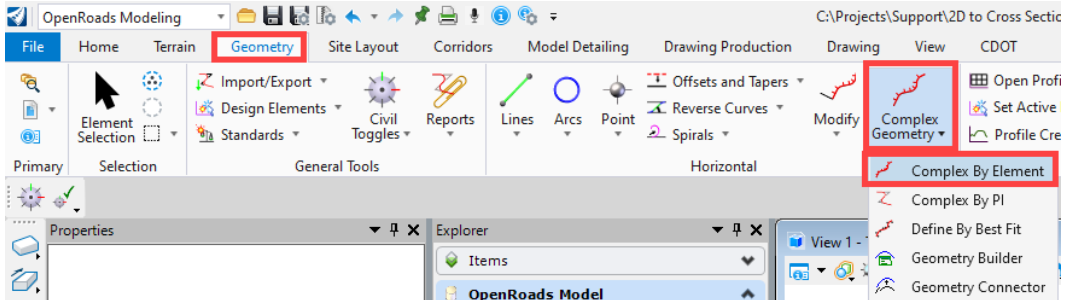 OpenRoads Modeling C:\Projects\Support\2D to Cross Sectio
File Home Terrain Geometry Site Layout Corridors Model Detailing Drawing Production Drawing View CDOT
Import/Export Offsets and Tapers Open Profi
Design Elements Reverse Curves Set Active
Standards Spirals Profile Cre
Element Selection
Civil Toggles
Reports
Lines
Arcs
Point
Modify
Complex Geometry
Primary Selection General Tools Horizontal
Complex By Element
Complex By PI
Define By Best Fit
Geometry Builder
Geometry Connector
Properties Explorer View 1 -
Items
OpenRoads Model